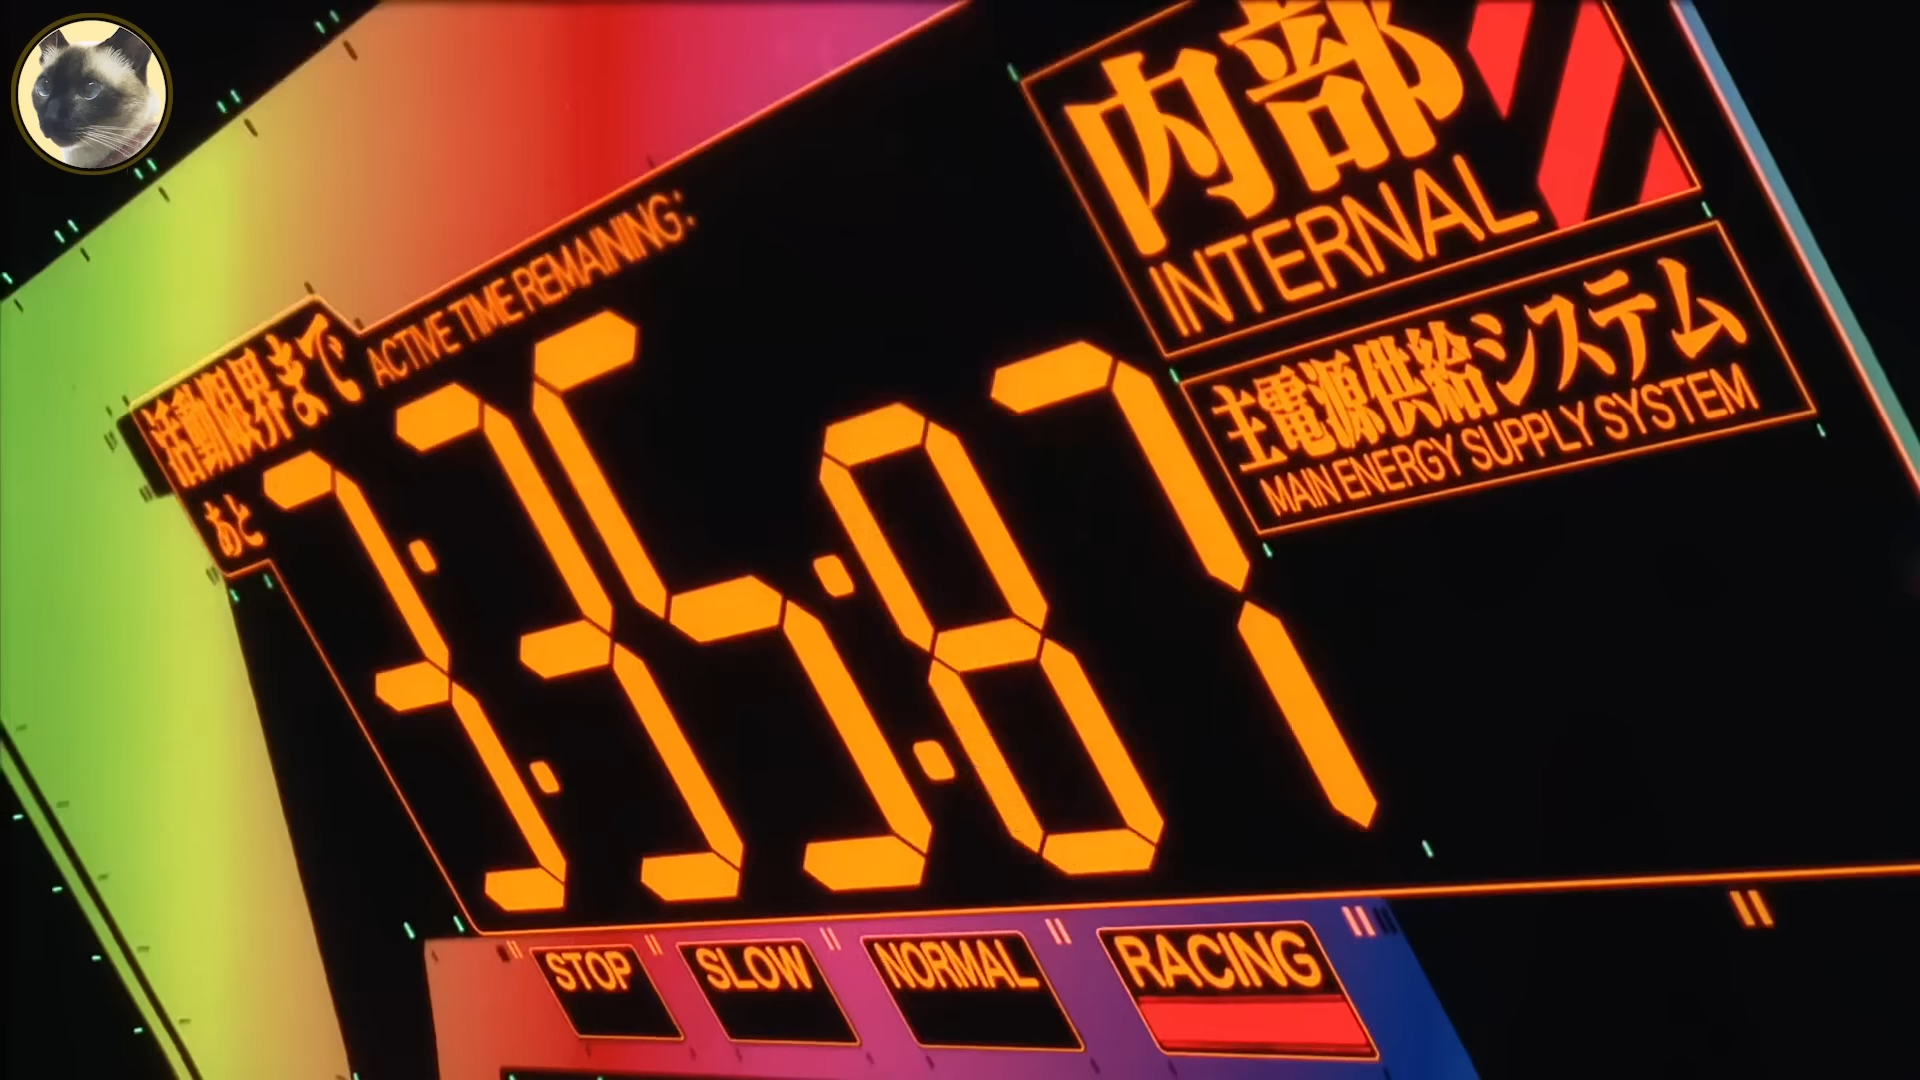 内部
INTERNAL
主電源供給システム
MAIN ENERGY SUPPLY SYSTEM
活動限界まで
ACTIVE TIME REMAINING:
あと
3:35:87
STOP
SLOW
NORMAL
RACING